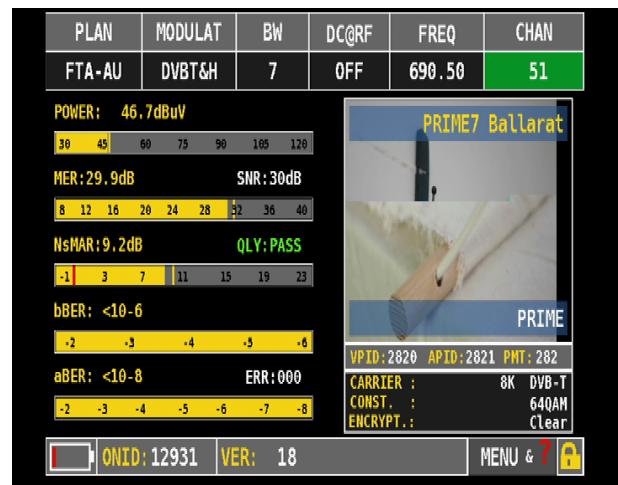 PLAN MODULAT BW DC@RF FREQ CHAN
FTA-AU DVBT&H 7 OFF 690.50 51
POWER: 46.7dBuV
30 45 60 75 90 105 120
MER:29.9dB SNR:30dB
8 12 16 20 24 28 32 36 40
NsMAR:9.2dB QLY:PASS
-1 3 7 11 15 19 23
bBER: <10-6
-2 -3 -4 -5 -6
aBER: <10-8 ERR:000
-2 -3 -4 -5 -6 -7 -8
PRIME7 Ballarat
PRIME
VPID:2820 APID:2821 PMT:282
CARRIER : 8K DVB-T
CONST. : 64QAM
ENCRYPT.: Clear
ONID:12931 VER: 18 MENU & ?